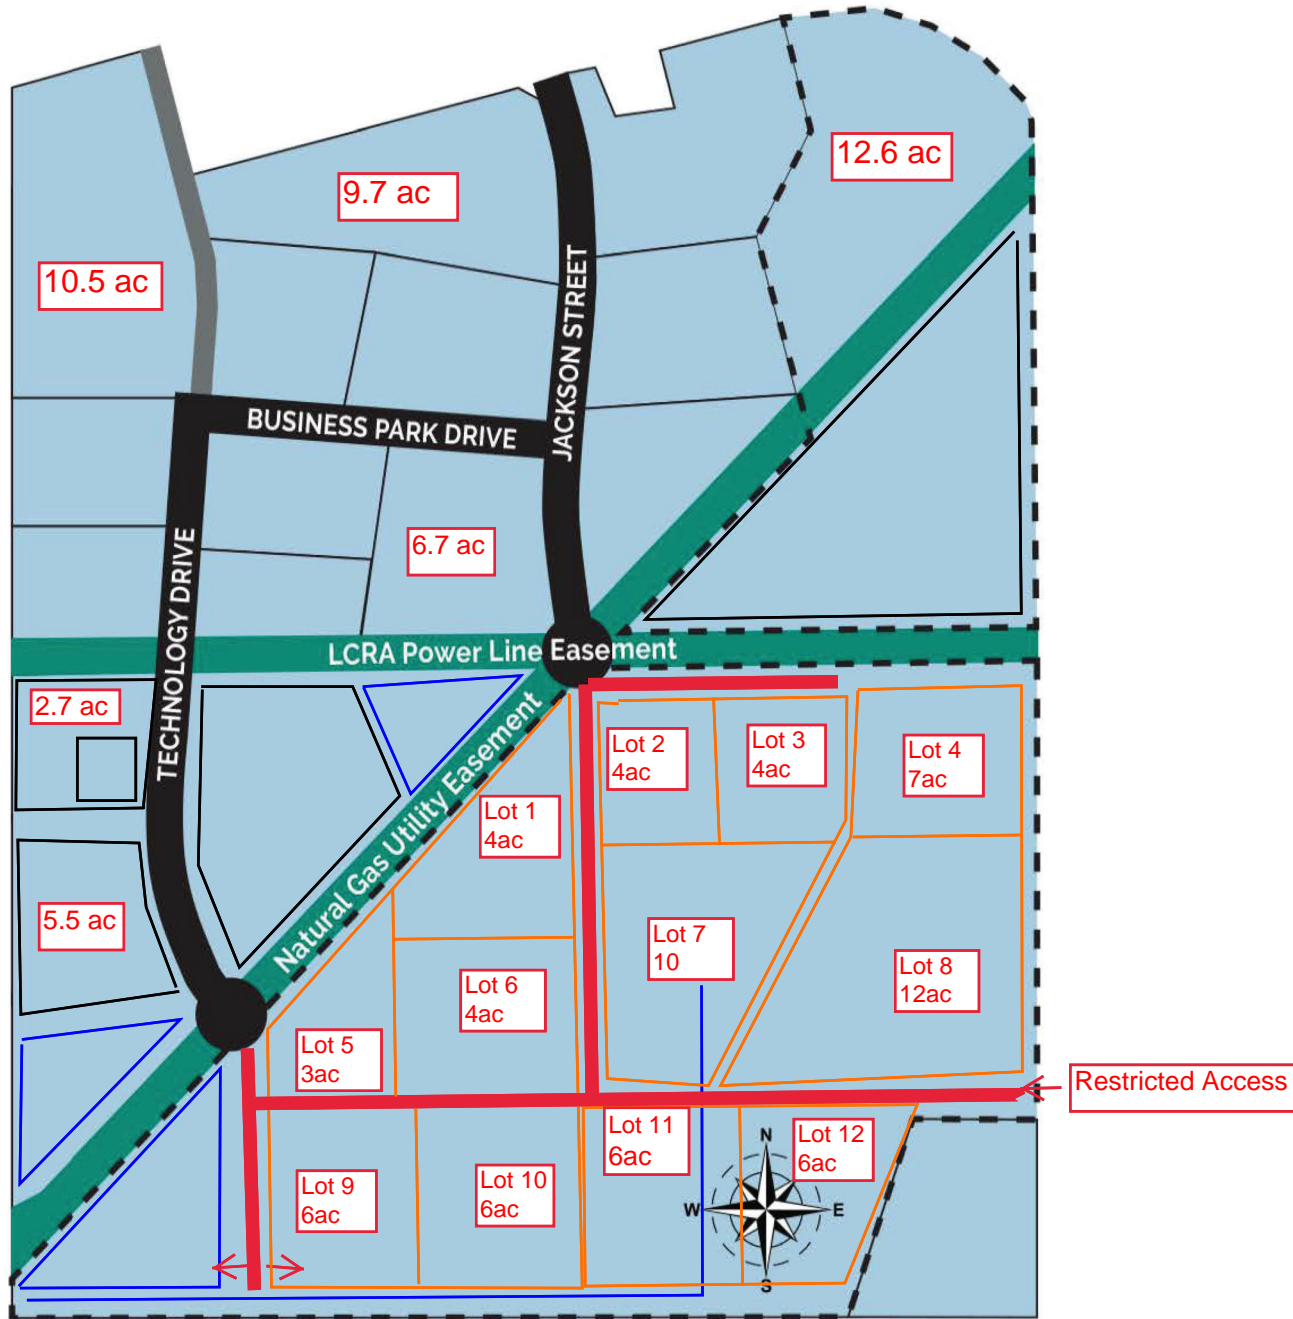 12.6 ac
9.7 ac
10.5 ac
JACKSON STREET
BUSINESS PARK DRIVE
6.7 ac
TECHNOLOGY DRIVE
LCRA Power Line Easement
2.7 ac
Natural Gas Utility Easement
Lot 2
4ac
Lot 3
4ac
Lot 4
7ac
Lot 1
4ac
5.5 ac
Lot 7
10
Lot 8
12ac
Lot 6
4ac
Lot 5
3ac
Restricted Access
Lot 11
6ac
Lot 12
6ac
Lot 9
6ac
Lot 10
6ac
N
W
E
S